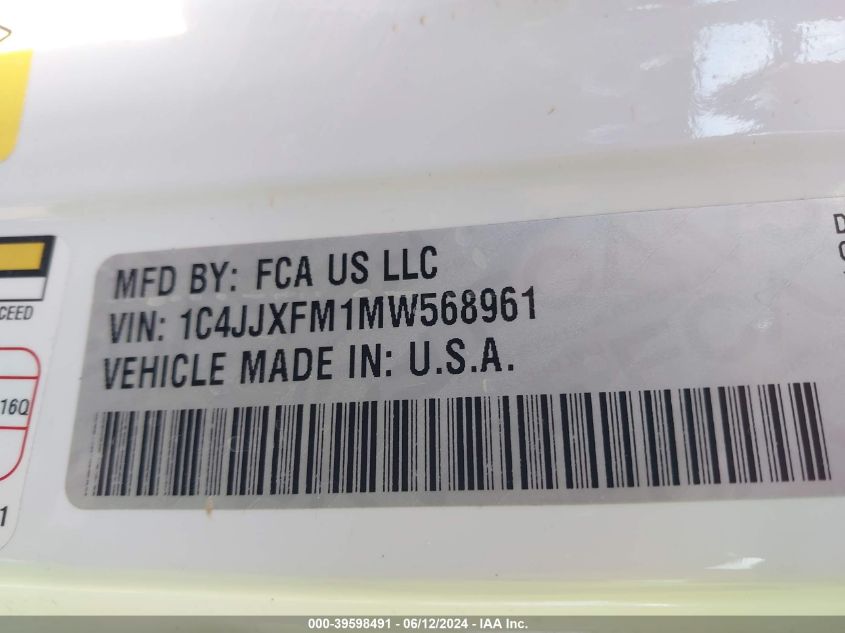 MFD BY: FCA US LLC
VIN: 1C4JJXFM1MW568961
VEHICLE MADE IN: U.S.A.
CEED
16Q
1
D
000-39598491 - 06/12/2024 - IAA Inc.